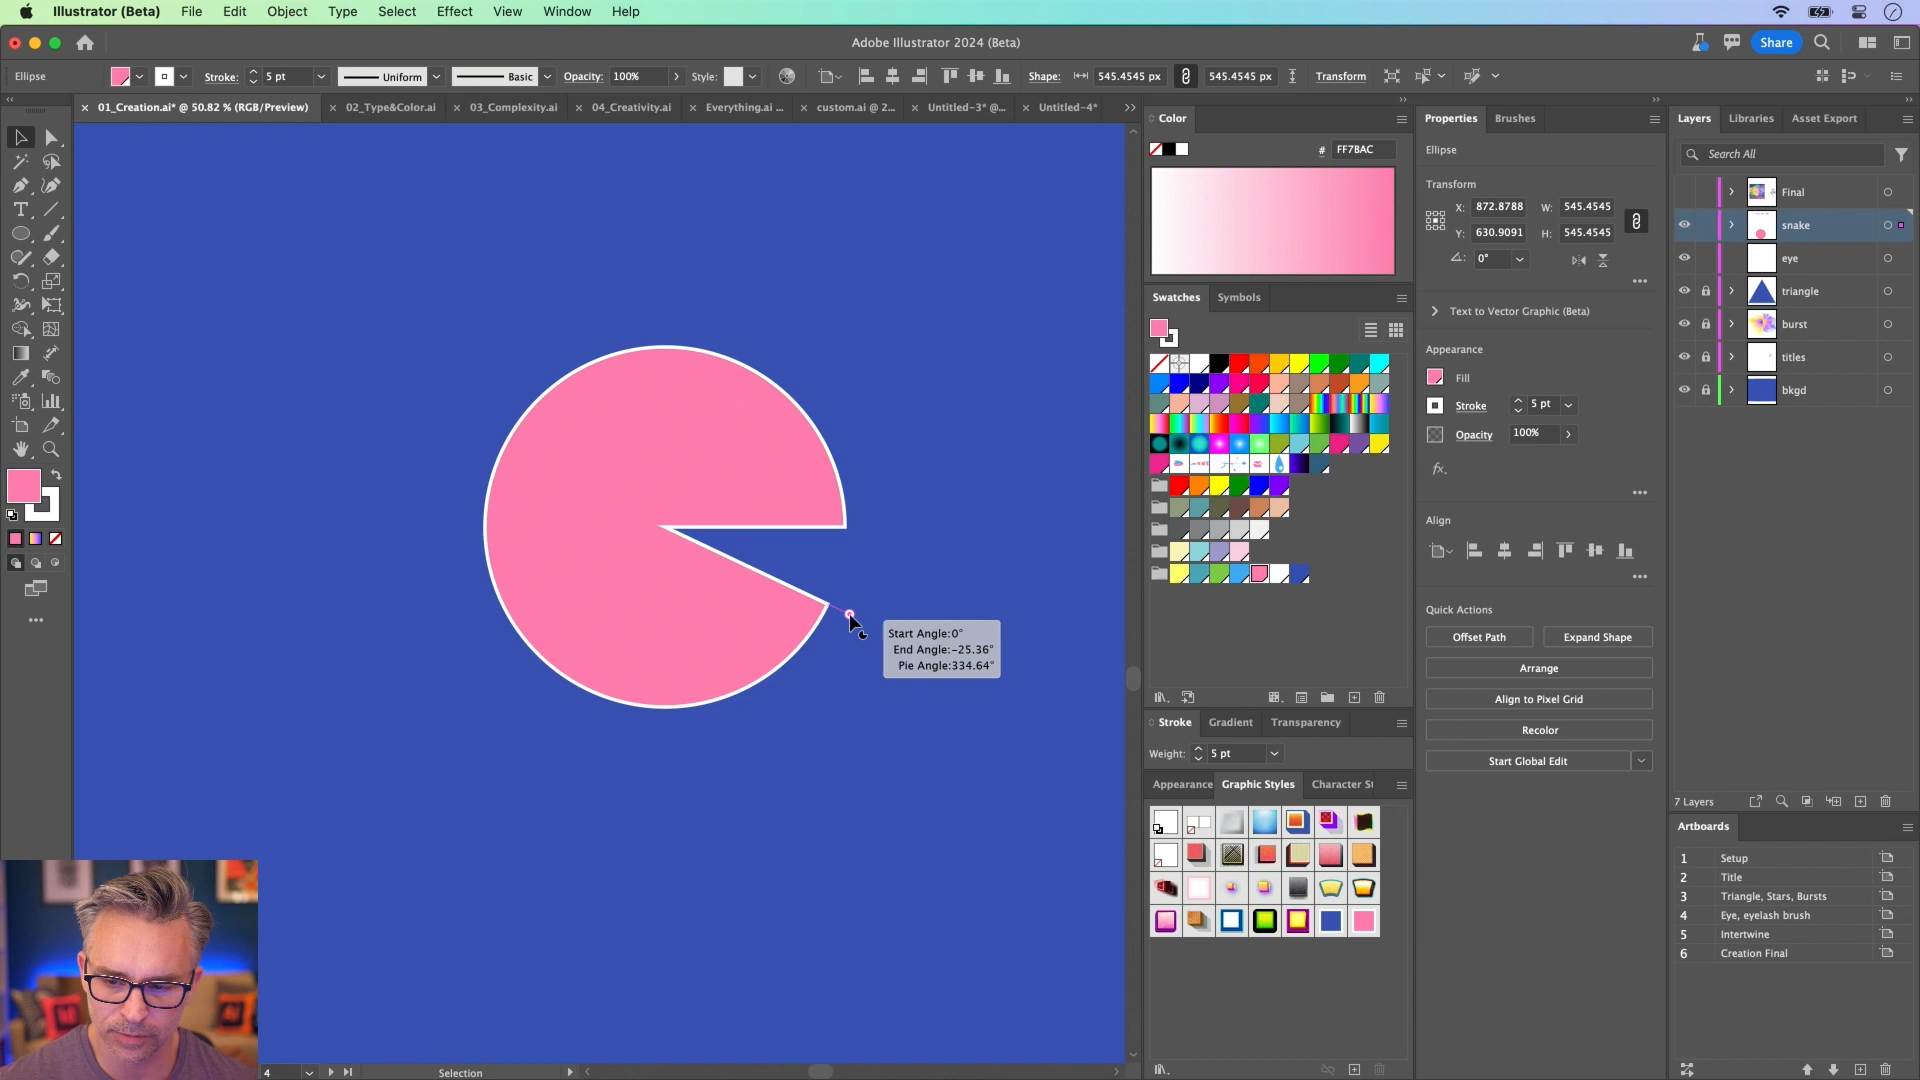 Illustrator (Beta) File Edit Object Type Select Effect View Window Help
Adobe Illustrator 2024 (Beta)
Share
Ellipse Stroke: 5 pt Uniform Basic Opacity: 100% Style: Shape: 545.4545 px 545.4545 px Transform
× 01_Creation.ai* @ 50.82 % (RGB/Preview) × 02_Type&Color.ai × 03_Complexity.ai × 04_Creativity.ai × Everything.ai ... × custom.ai @ 2... × Untitled-3* @... × Untitled-4*
Start Angle:0°
End Angle:-25.36°
Pie Angle:334.64°
4 Selection
Color
# FF7BAC
Swatches Symbols
Stroke Gradient Transparency
Weight: 5 pt
Appearance Graphic Styles Character St
Properties Brushes
Ellipse
Transform
X: 872.8788 W: 545.4545
Y: 630.9091 H: 545.4545
0°
Text to Vector Graphic (Beta)
Appearance
Fill
Stroke 5 pt
Opacity 100%
fx.
Align
Quick Actions
Offset Path Expand Shape
Arrange
Align to Pixel Grid
Recolor
Start Global Edit
Layers Libraries Asset Export
Search All
Final
snake
eye
triangle
burst
titles
bkgd
7 Layers
Artboards
1 Setup
2 Title
3 Triangle, Stars, Bursts
4 Eye, eyelash brush
5 Intertwine
6 Creation Final